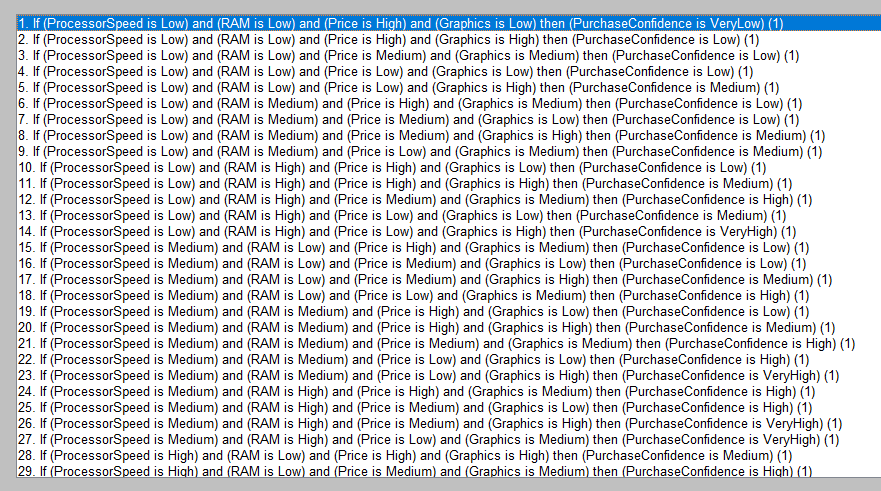 1. If (ProcessorSpeed is Low) and (RAM is Low) and (Price is High) and (Graphics is Low) then (PurchaseConfidence is VeryLow) (1)
2. If (ProcessorSpeed is Low) and (RAM is Low) and (Price is High) and (Graphics is High) then (PurchaseConfidence is Low) (1)
3. If (ProcessorSpeed is Low) and (RAM is Low) and (Price is Medium) and (Graphics is Medium) then (PurchaseConfidence is Low) (1)
4. If (ProcessorSpeed is Low) and (RAM is Low) and (Price is Low) and (Graphics is Low) then (PurchaseConfidence is Low) (1)
5. If (ProcessorSpeed is Low) and (RAM is Low) and (Price is Low) and (Graphics is High) then (PurchaseConfidence is Medium) (1)
6. If (ProcessorSpeed is Low) and (RAM is Medium) and (Price is High) and (Graphics is Medium) then (PurchaseConfidence is Low) (1)
7. If (ProcessorSpeed is Low) and (RAM is Medium) and (Price is Medium) and (Graphics is Low) then (PurchaseConfidence is Low) (1)
8. If (ProcessorSpeed is Low) and (RAM is Medium) and (Price is Medium) and (Graphics is High) then (PurchaseConfidence is Medium) (1)
9. If (ProcessorSpeed is Low) and (RAM is Medium) and (Price is Low) and (Graphics is Medium) then (PurchaseConfidence is Medium) (1)
10. If (ProcessorSpeed is Low) and (RAM is High) and (Price is High) and (Graphics is Low) then (PurchaseConfidence is Low) (1)
11. If (ProcessorSpeed is Low) and (RAM is High) and (Price is High) and (Graphics is High) then (PurchaseConfidence is Medium) (1)
12. If (ProcessorSpeed is Low) and (RAM is High) and (Price is Medium) and (Graphics is Medium) then (PurchaseConfidence is High) (1)
13. If (ProcessorSpeed is Low) and (RAM is High) and (Price is Low) and (Graphics is Low) then (PurchaseConfidence is Medium) (1)
14. If (ProcessorSpeed is Low) and (RAM is High) and (Price is Low) and (Graphics is High) then (PurchaseConfidence is VeryHigh) (1)
15. If (ProcessorSpeed is Medium) and (RAM is Low) and (Price is High) and (Graphics is Medium) then (PurchaseConfidence is Low) (1)
16. If (ProcessorSpeed is Medium) and (RAM is Low) and (Price is Medium) and (Graphics is Low) then (PurchaseConfidence is Low) (1)
17. If (ProcessorSpeed is Medium) and (RAM is Low) and (Price is Medium) and (Graphics is High) then (PurchaseConfidence is Medium) (1)
18. If (ProcessorSpeed is Medium) and (RAM is Low) and (Price is Low) and (Graphics is Medium) then (PurchaseConfidence is High) (1)
19. If (ProcessorSpeed is Medium) and (RAM is Medium) and (Price is High) and (Graphics is Low) then (PurchaseConfidence is Low) (1)
20. If (ProcessorSpeed is Medium) and (RAM is Medium) and (Price is High) and (Graphics is High) then (PurchaseConfidence is Medium) (1)
21. If (ProcessorSpeed is Medium) and (RAM is Medium) and (Price is Medium) and (Graphics is Medium) then (PurchaseConfidence is High) (1)
22. If (ProcessorSpeed is Medium) and (RAM is Medium) and (Price is Low) and (Graphics is Low) then (PurchaseConfidence is High) (1)
23. If (ProcessorSpeed is Medium) and (RAM is Medium) and (Price is Low) and (Graphics is High) then (PurchaseConfidence is VeryHigh) (1)
24. If (ProcessorSpeed is Medium) and (RAM is High) and (Price is High) and (Graphics is Medium) then (PurchaseConfidence is High) (1)
25. If (ProcessorSpeed is Medium) and (RAM is High) and (Price is Medium) and (Graphics is Low) then (PurchaseConfidence is High) (1)
26. If (ProcessorSpeed is Medium) and (RAM is High) and (Price is Medium) and (Graphics is High) then (PurchaseConfidence is VeryHigh) (1)
27. If (ProcessorSpeed is Medium) and (RAM is High) and (Price is Low) and (Graphics is Medium) then (PurchaseConfidence is VeryHigh) (1)
28. If (ProcessorSpeed is High) and (RAM is Low) and (Price is High) and (Graphics is High) then (PurchaseConfidence is Medium) (1)
29. If (ProcessorSpeed is High) and (RAM is Low) and (Price is Medium) and (Graphics is Medium) then (PurchaseConfidence is High) (1)